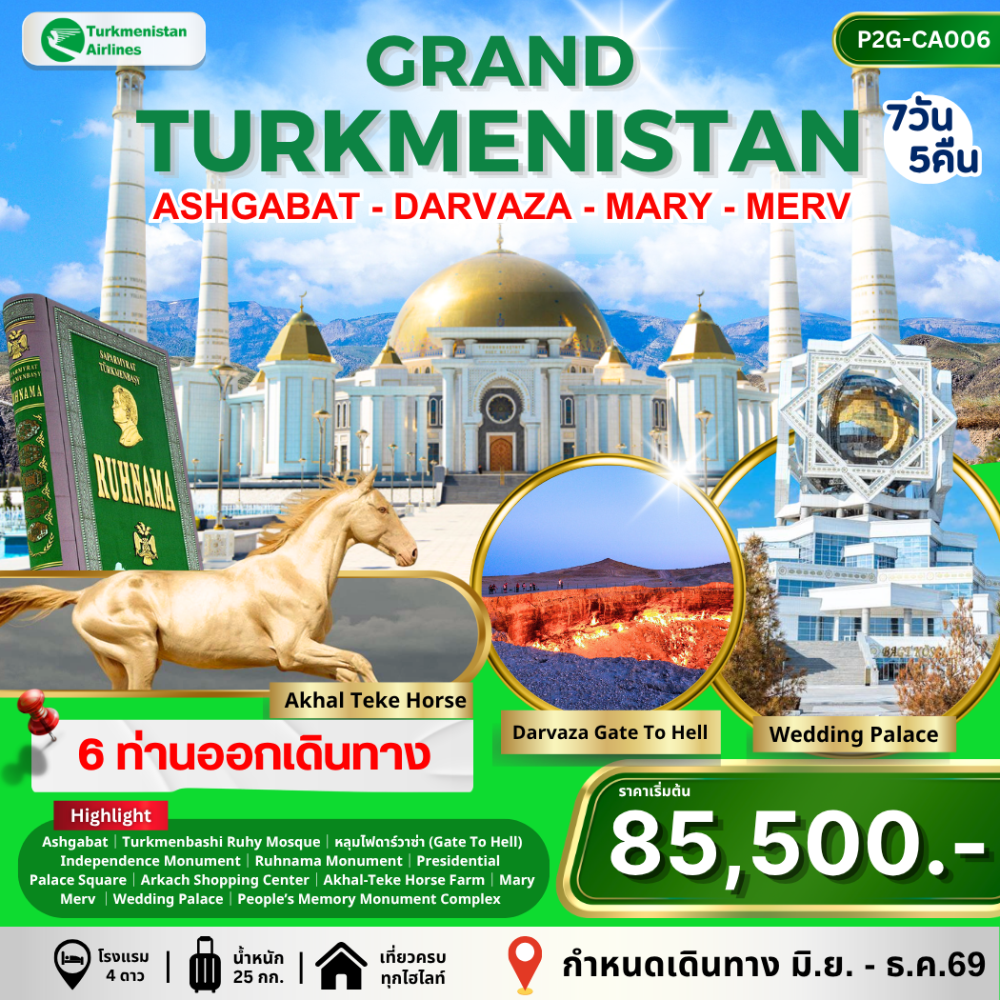 Turkmenistan
Airlines
P2G-CA006
GRAND
TURKMENISTAN
7วัน
5คืน
ASHGABAT - DARVAZA - MARY - MERV
SAPARMYRAT
TÜRKMENBAŞY
RUHNAMA
Akhal Teke Horse
Darvaza Gate To Hell
Wedding Palace
6 ท่านออกเดินทาง
ราคาเริ่มต้น
85,500.-
Highlight
Ashgabat | Turkmenbashi Ruhy Mosque | หลุมไฟดาร์วาซ่า (Gate To Hell)
Independence Monument | Ruhnama Monument | Presidential
Palace Square | Arkach Shopping Center | Akhal-Teke Horse Farm | Mary
Merv | Wedding Palace | People’s Memory Monument Complex
โรงแรม
4 ดาว
น้ำหนัก
25 กก.
เที่ยวครบ
ทุกไฮไลท์
กำหนดเดินทาง มิ.ย. - ธ.ค.69